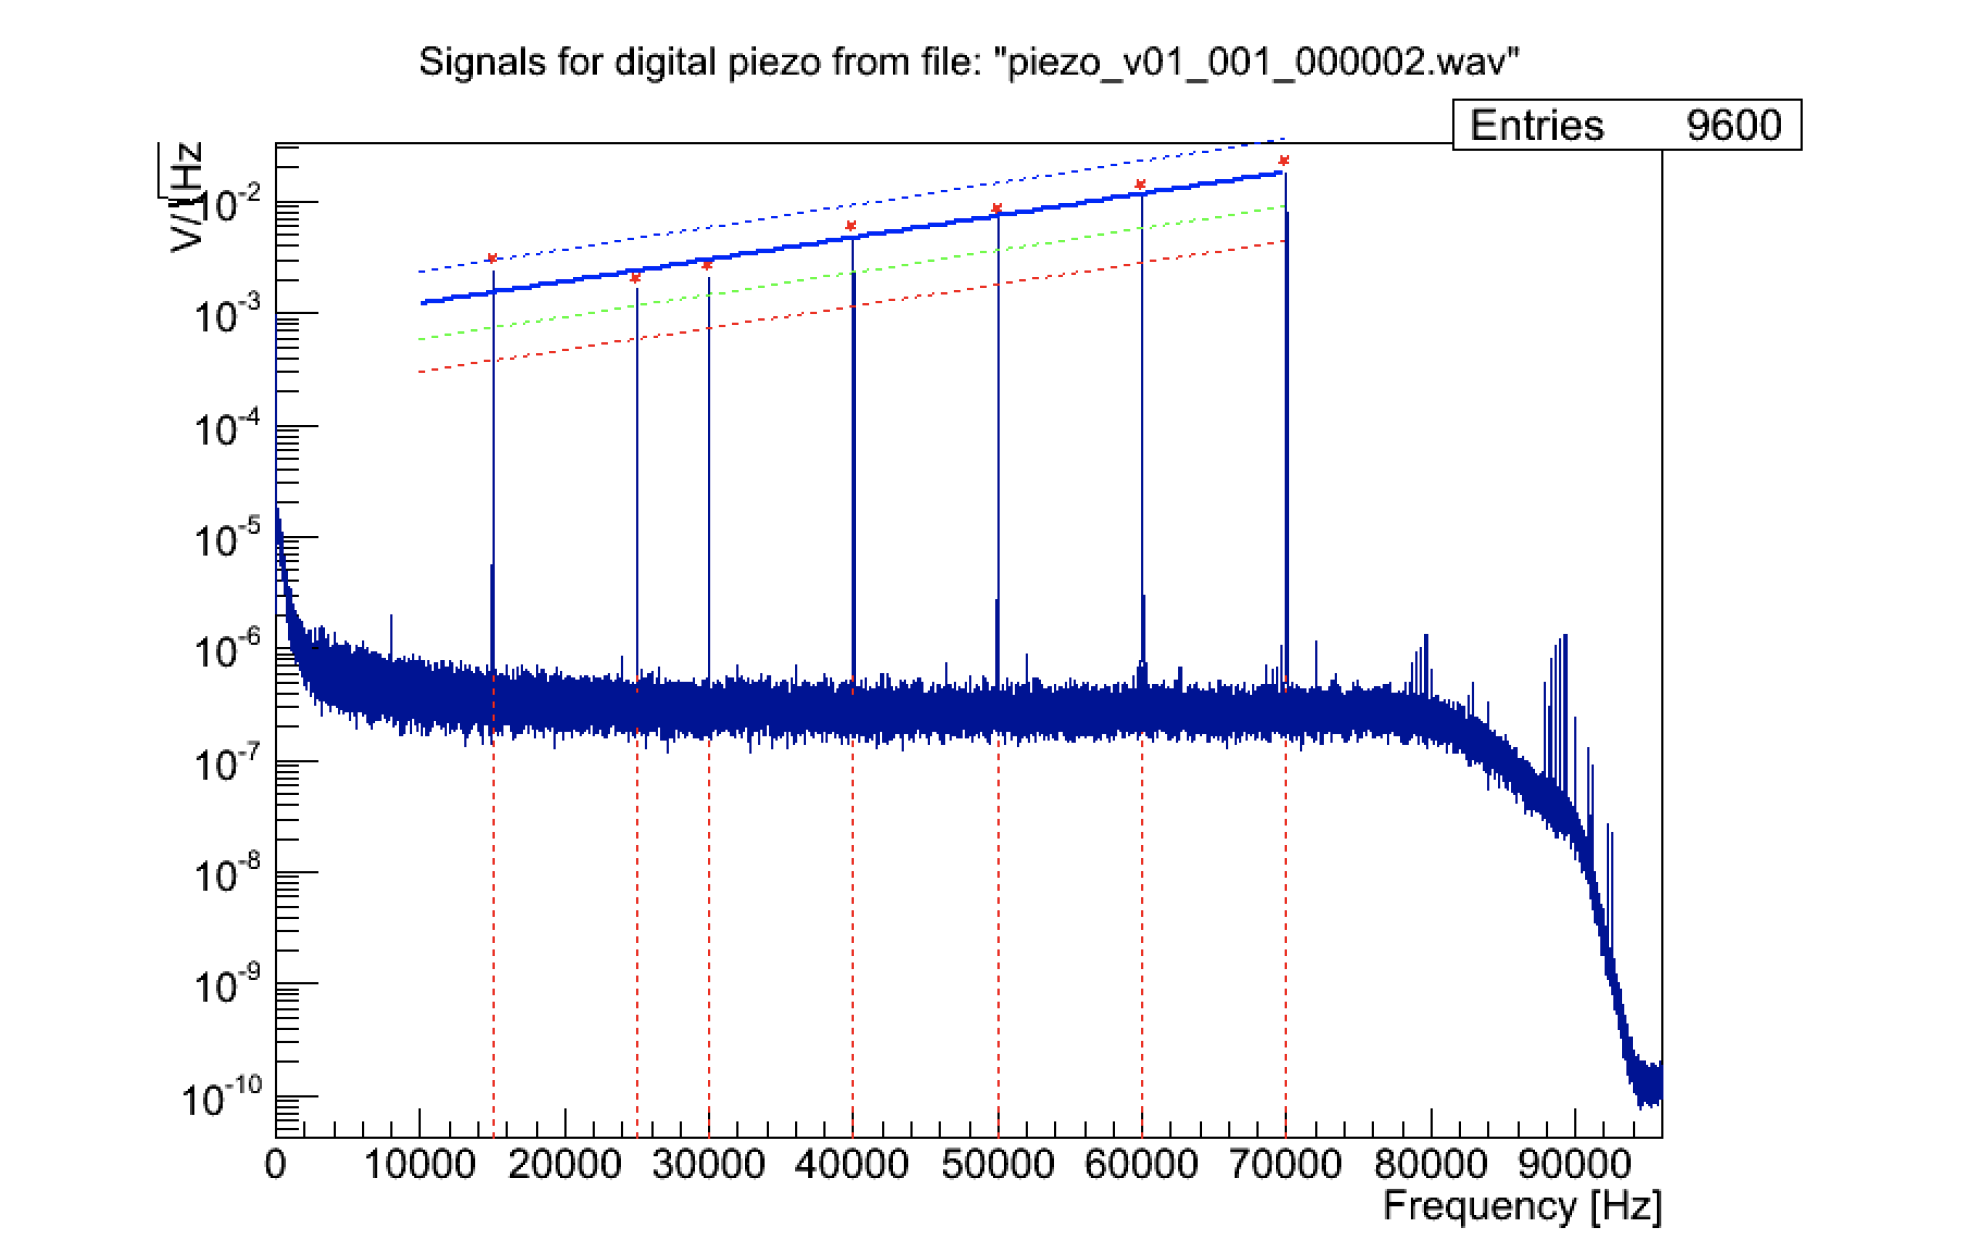 Signals for digital piezo from file: "piezo_v01_001_000002.wav"
Entries 9600
V/√Hz
10⁻²
10⁻³
10⁻⁴
10⁻⁵
10⁻⁶
10⁻⁷
10⁻⁸
10⁻⁹
10⁻¹⁰
0 10000 20000 30000 40000 50000 60000 70000 80000 90000
Frequency [Hz]